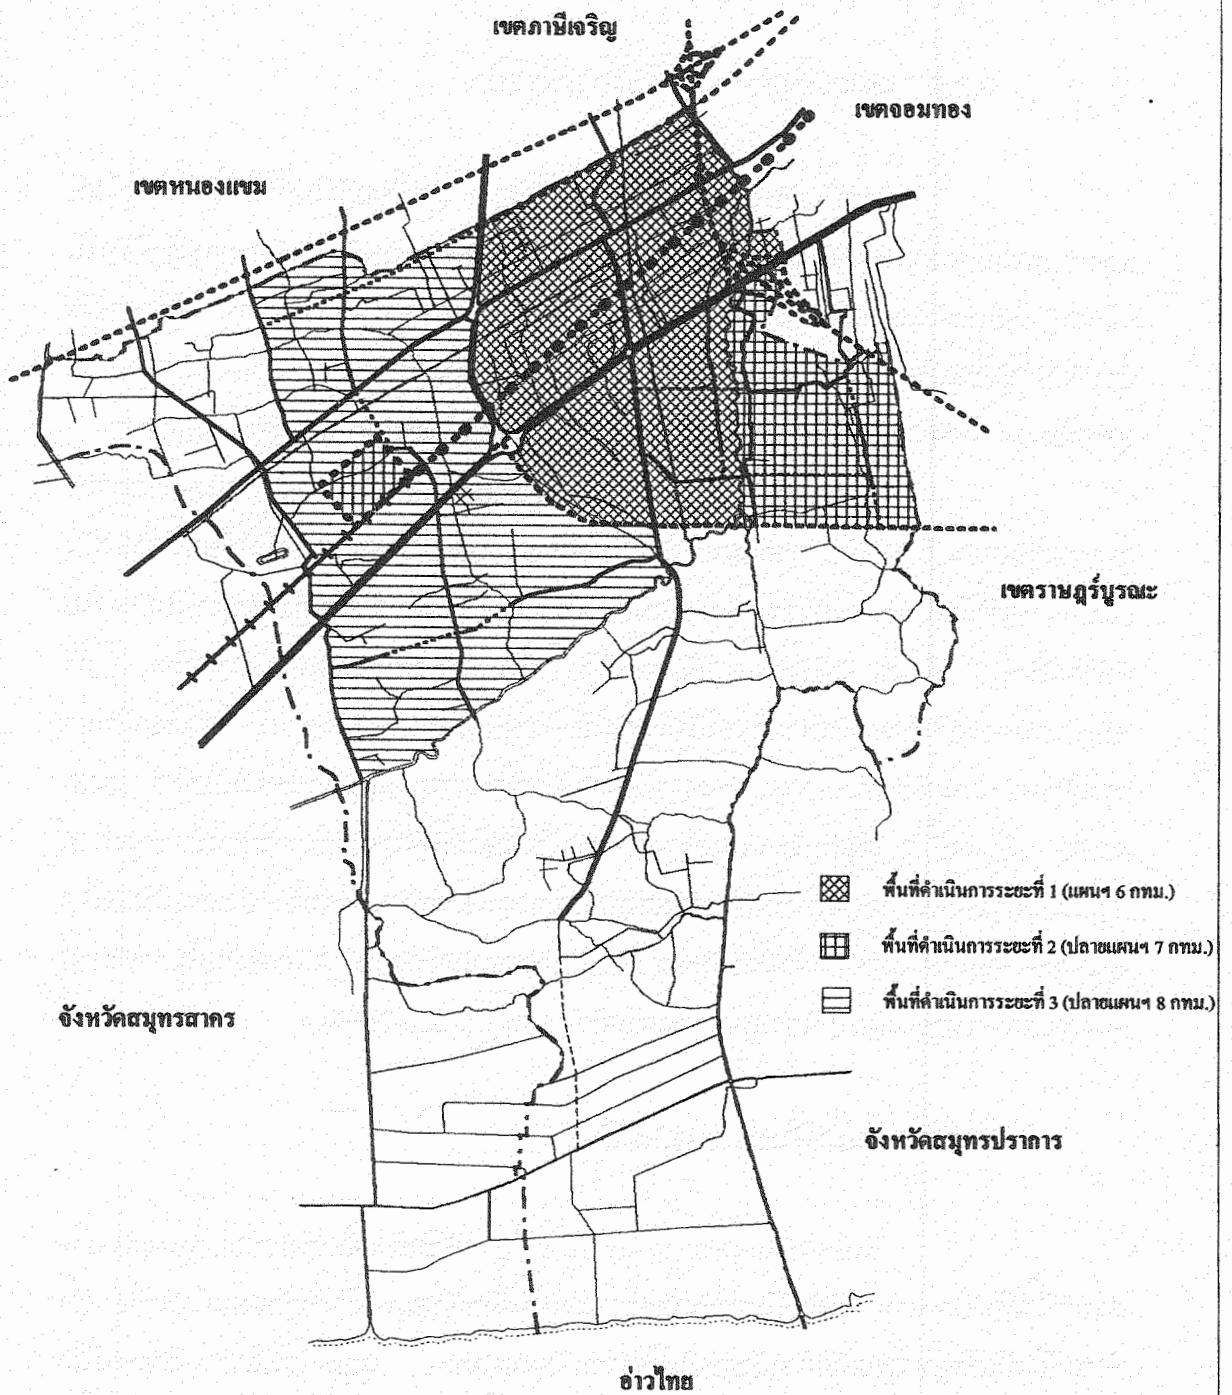 เขตภาษีเจริญ
เขตจอมทอง
เขตหนองแขม
เขตราษฎร์บูรณะ
พื้นที่ดำเนินการระยะที่ 1 (แผนฯ 6 กทม.)
พื้นที่ดำเนินการระยะที่ 2 (ปลายแผนฯ 7 กทม.)
พื้นที่ดำเนินการระยะที่ 3 (ปลายแผนฯ 8 กทม.)
จังหวัดสมุทรสาคร
จังหวัดสมุทรปราการ
อ่าวไทย